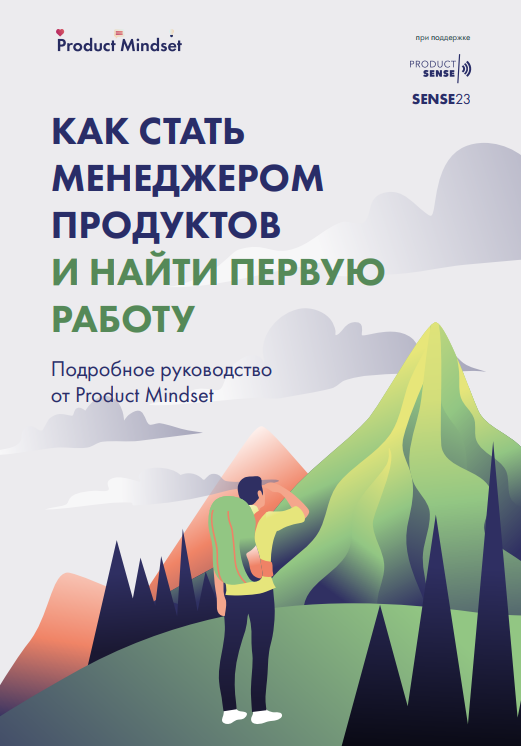 Product Mindset
при поддержке
PRODUCT
SENSE
SENSE23
КАК СТАТЬ
МЕНЕДЖЕРОМ
ПРОДУКТОВ
И НАЙТИ ПЕРВУЮ
РАБОТУ
Подробное руководство
от Product Mindset